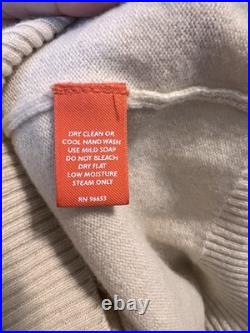 DRY CLEAN OR
COOL HAND WASH
USE MILD SOAP
DO NOT BLEACH
DRY FLAT
LOW MOISTURE
STEAM ONLY
RN 96653